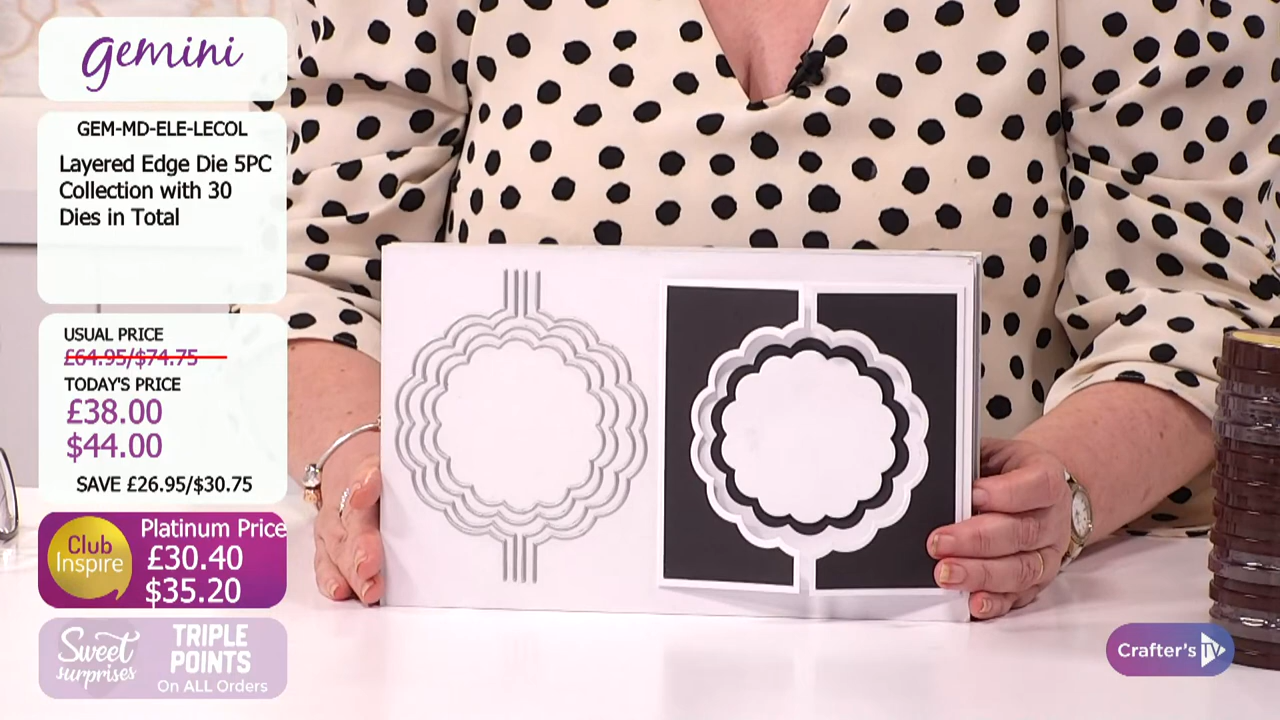 gemini
GEM-MD-ELE-LECOL
Layered Edge Die 5PC
Collection with 30
Dies in Total
USUAL PRICE
£64.95/$74.75
TODAY'S PRICE
£38.00
$44.00
SAVE £26.95/$30.75
Club
Inspire
Platinum Price
£30.40
$35.20
Sweet
surprises
TRIPLE
POINTS
On ALL Orders
Crafter's TV